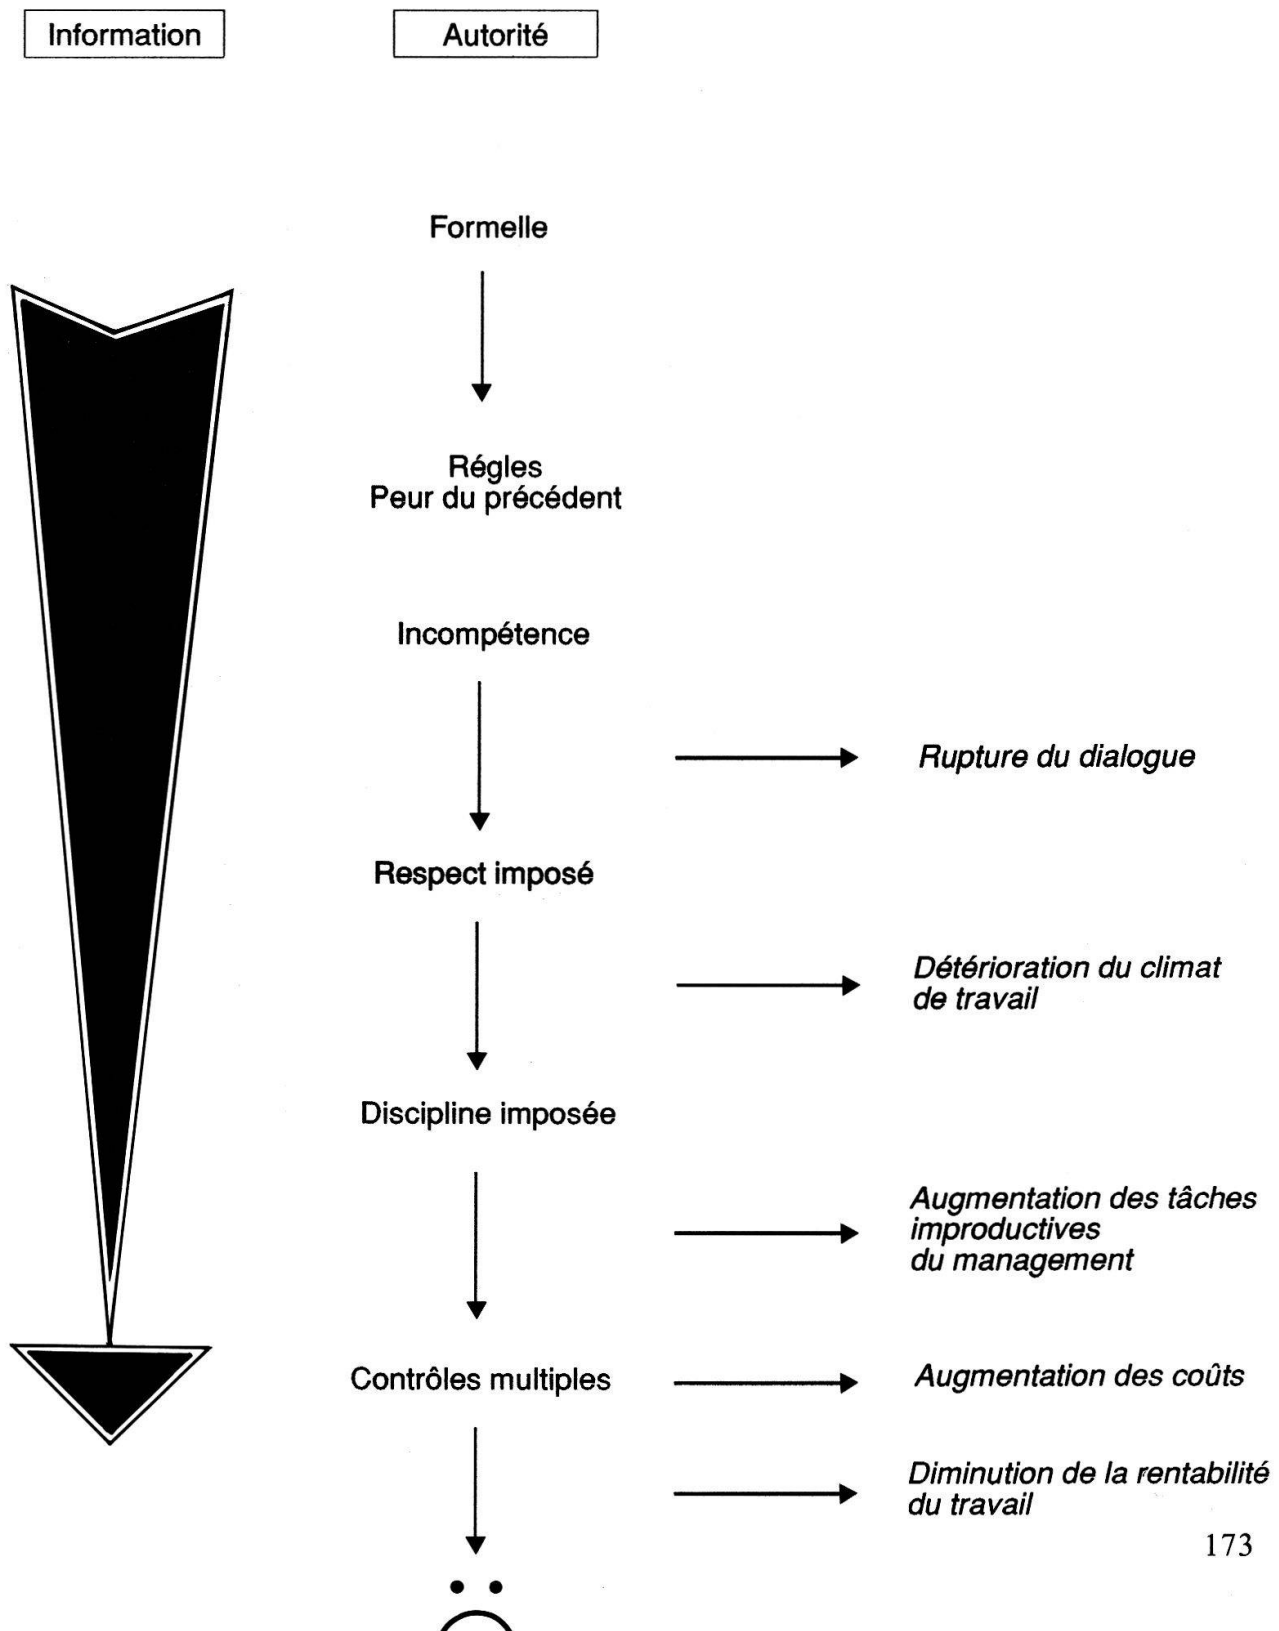 Information
Autorité
Formelle
Régles
Peur du précédent
Incompétence
Rupture du dialogue
Respect imposé
Détérioration du climat
de travail
Discipline imposée
Augmentation des tâches
improductives
du management
Contrôles multiples
Augmentation des coûts
Diminution de la rentabilité
du travail
173